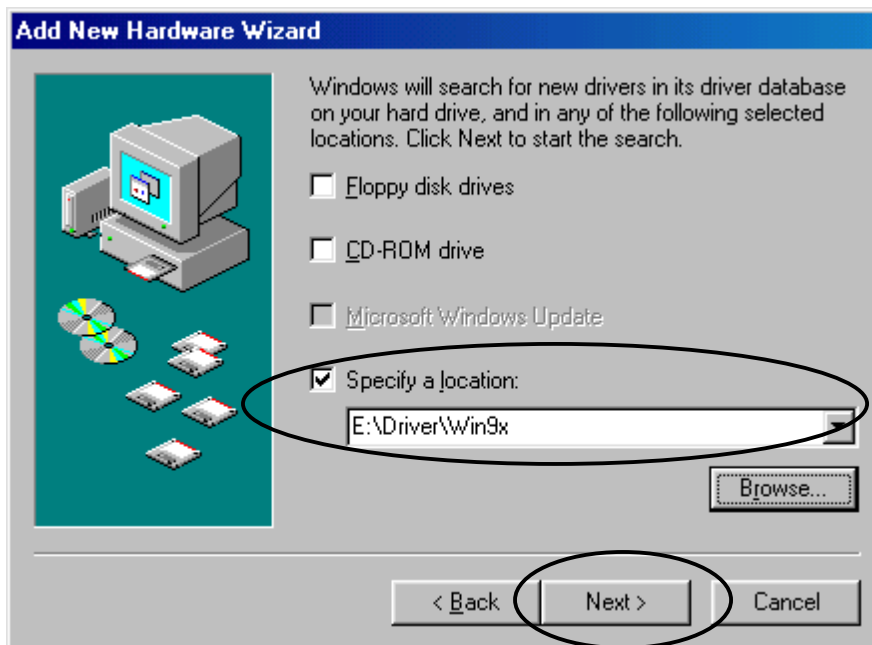 Add New Hardware Wizard
Windows will search for new drivers in its driver database
on your hard drive, and in any of the following selected
locations. Click Next to start the search.
Floppy disk drives
CD-ROM drive
Microsoft Windows Update
Specify a location:
E:\Driver\Win9x
Browse...
< Back
Next >
Cancel